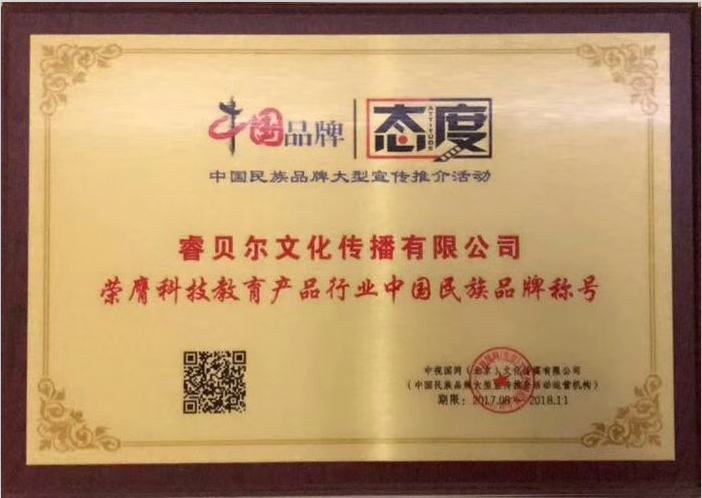 中国品牌 态度
ATTITUDE
中国民族品牌大型宣传推介活动
睿贝尔文化传播有限公司
荣膺科技教育产品行业中国民族品牌称号
中视国网（北京）文化传播有限公司
（中国民族品牌大型宣传推介活动运营机构）
期限：2017.08-2018.11